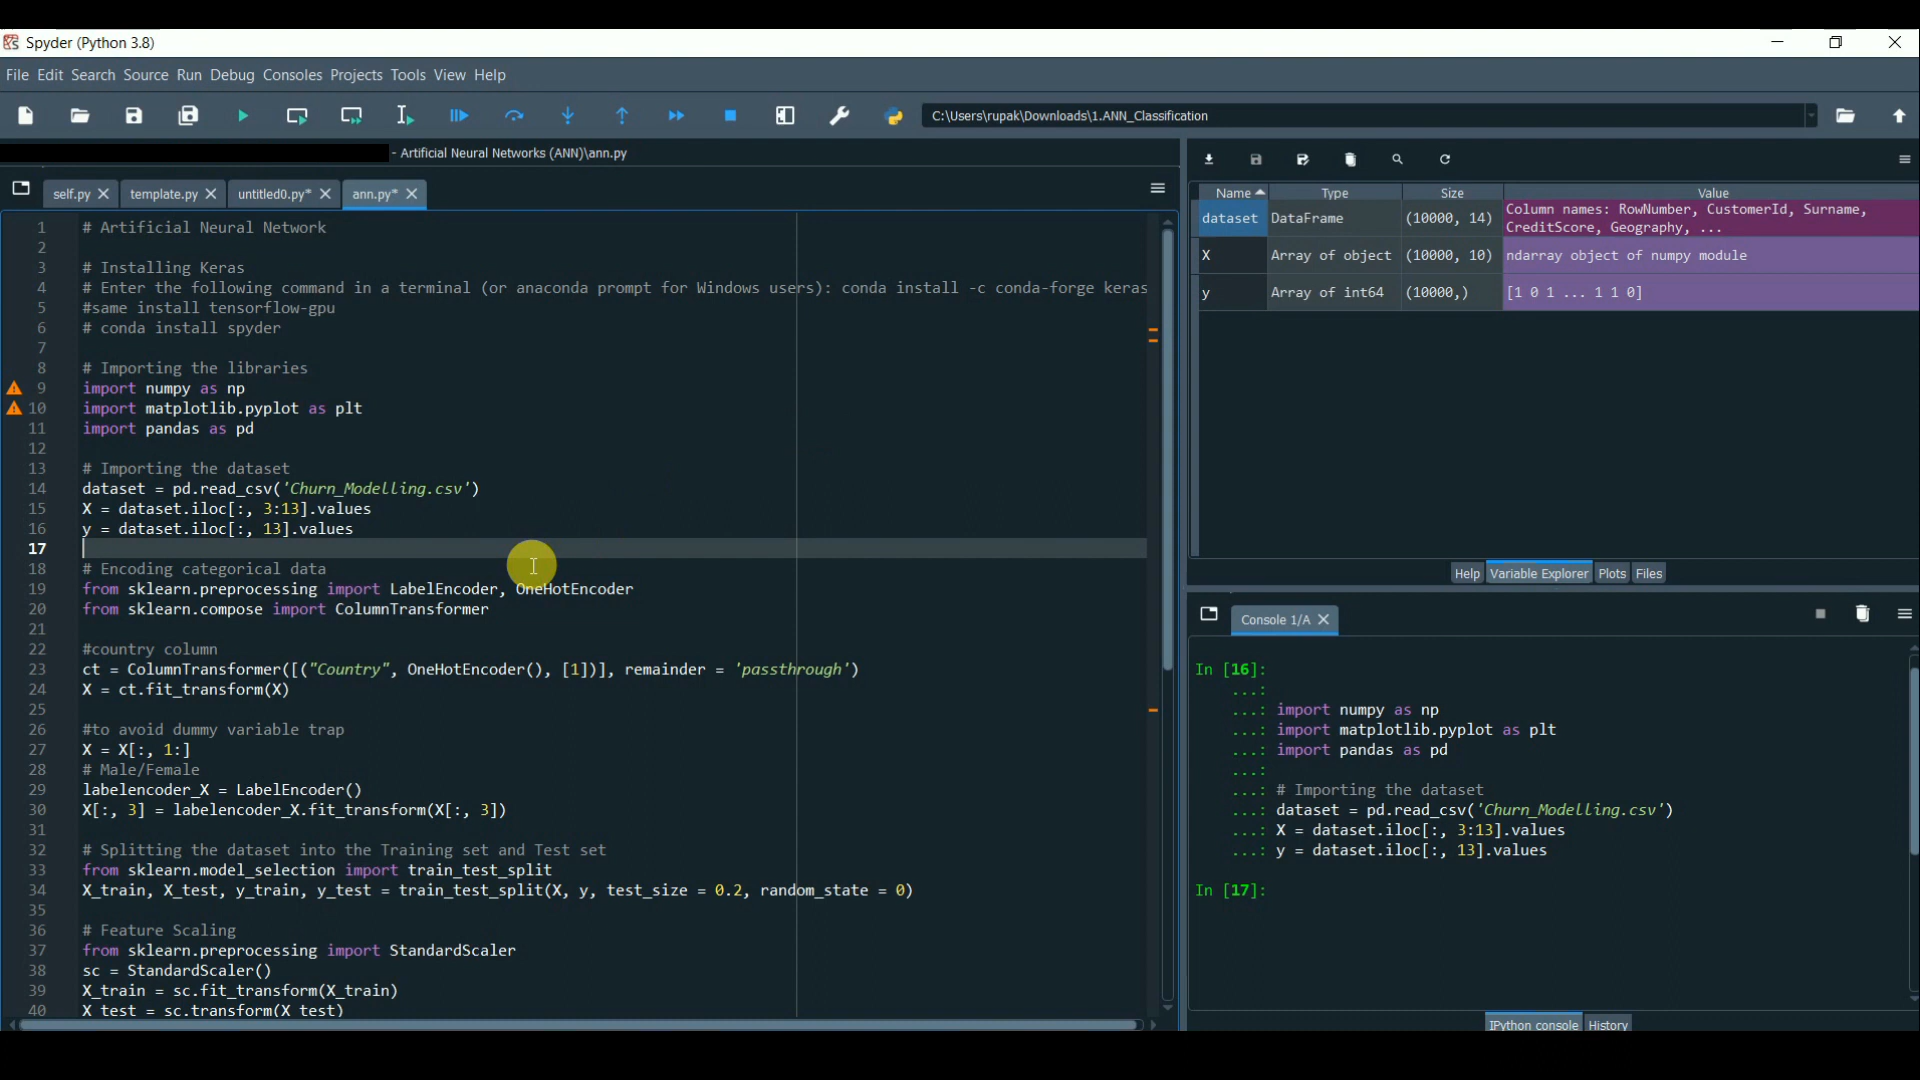 Spyder (Python 3.8)
File Edit Search Source Run Debug Consoles Projects Tools View Help
C:\Users\rupak\Downloads\1.ANN_Classification
- Artificial Neural Networks (ANN)\ann.py
self.py
template.py
untitled0.py*
ann.py*
1 # Artificial Neural Network
2
3 # Installing Keras
4 # Enter the following command in a terminal (or anaconda prompt for Windows users): conda install -c conda-forge keras
5 #same install tensorflow-gpu
6 # conda install spyder
7
8 # Importing the libraries
9 import numpy as np
10 import matplotlib.pyplot as plt
11 import pandas as pd
12
13 # Importing the dataset
14 dataset = pd.read_csv('Churn_Modelling.csv')
15 X = dataset.iloc[:, 3:13].values
16 y = dataset.iloc[:, 13].values
17
18 # Encoding categorical data
19 from sklearn.preprocessing import LabelEncoder, OneHotEncoder
20 from sklearn.compose import ColumnTransformer
21
22 #country column
23 ct = ColumnTransformer([("Country", OneHotEncoder(), [1])], remainder = 'passthrough')
24 X = ct.fit_transform(X)
25
26 #to avoid dummy variable trap
27 X = X[:, 1:]
28 # Male/Female
29 labelencoder_X = LabelEncoder()
30 X[:, 3] = labelencoder_X.fit_transform(X[:, 3])
31
32 # Splitting the dataset into the Training set and Test set
33 from sklearn.model_selection import train_test_split
34 X_train, X_test, y_train, y_test = train_test_split(X, y, test_size = 0.2, random_state = 0)
35
36 # Feature Scaling
37 from sklearn.preprocessing import StandardScaler
38 sc = StandardScaler()
39 X_train = sc.fit_transform(X_train)
40 X_test = sc.transform(X_test)
Name Type Size Value
dataset DataFrame (10000, 14) Column names: RowNumber, CustomerId, Surname,
CreditScore, Geography, ...
X Array of object (10000, 10) ndarray object of numpy module
y Array of int64 (10000,) [1 0 1 ... 1 1 0]
Help Variable Explorer Plots Files
Console 1/A
In [16]:
...:
...: import numpy as np
...: import matplotlib.pyplot as plt
...: import pandas as pd
...:
...: # Importing the dataset
...: dataset = pd.read_csv('Churn_Modelling.csv')
...: X = dataset.iloc[:, 3:13].values
...: y = dataset.iloc[:, 13].values
In [17]:
IPython console History